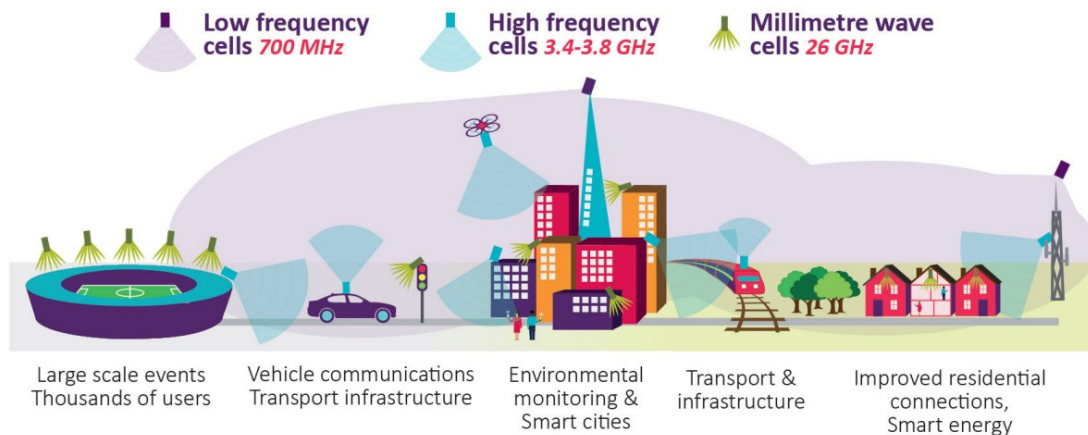 Low frequency
cells 700 MHz
High frequency
cells 3.4-3.8 GHz
Millimetre wave
cells 26 GHz
Large scale events
Thousands of users
Vehicle communications
Transport infrastructure
Environmental
monitoring &
Smart cities
Transport &
infrastructure
Improved residential
connections,
Smart energy